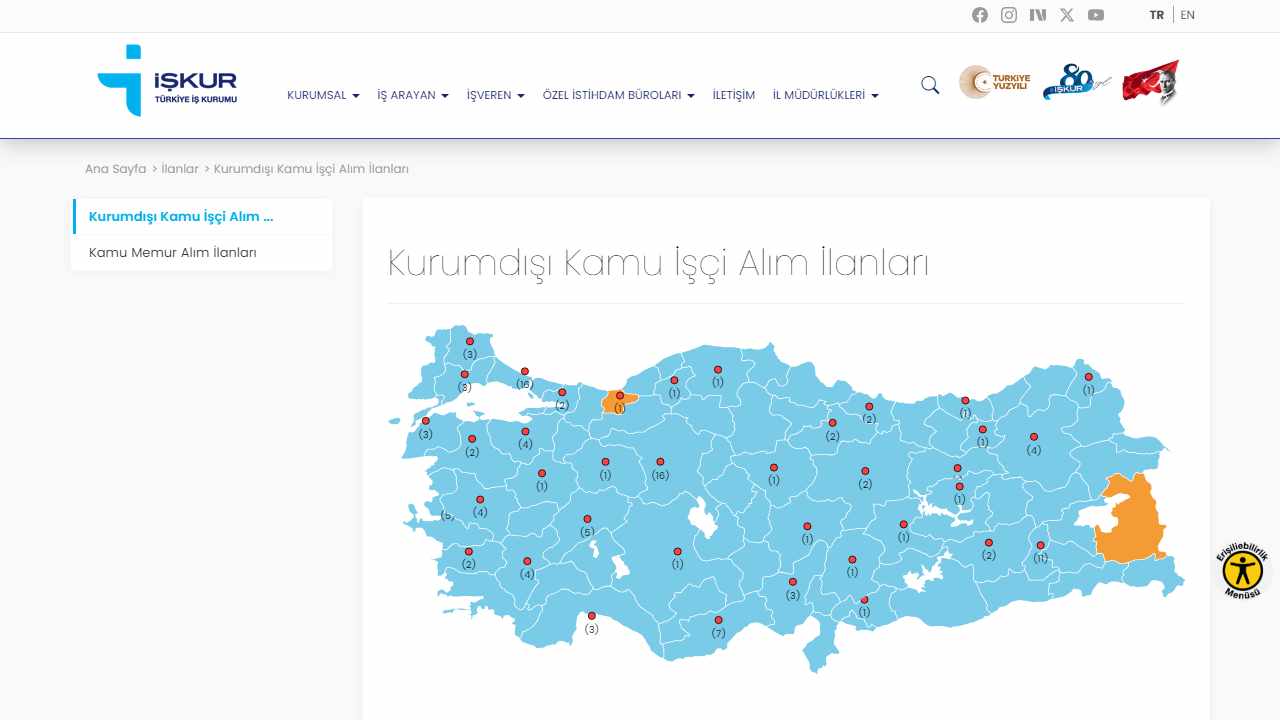 TR | EN
İŞKUR
TÜRKİYE İŞ KURUMU
KURUMSAL
İŞ ARAYAN
İŞVEREN
ÖZEL İSTİHDAM BÜROLARI
İLETİŞİM
İL MÜDÜRLÜKLERİ
TÜRKİYE
YÜZYILI
80
İŞKUR
Ana Sayfa > İlanlar > Kurumdışı Kamu İşçi Alım İlanları
Kurumdışı Kamu İşçi Alım ...
Kamu Memur Alım İlanları
Kurumdışı Kamu İşçi Alım İlanları
(3)
(3)
(16)
(2)
(1)
(1)
(1)
(1)
(3)
(2)
(4)
(2)
(2)
(1)
(1)
(4)
(1)
(1)
(16)
(1)
(2)
(1)
(5)
(4)
(5)
(1)
(1)
(2)
(4)
(1)
(1)
(2)
(11)
(3)
(1)
(3)
(7)
Erişilebilirlik
Menüsü